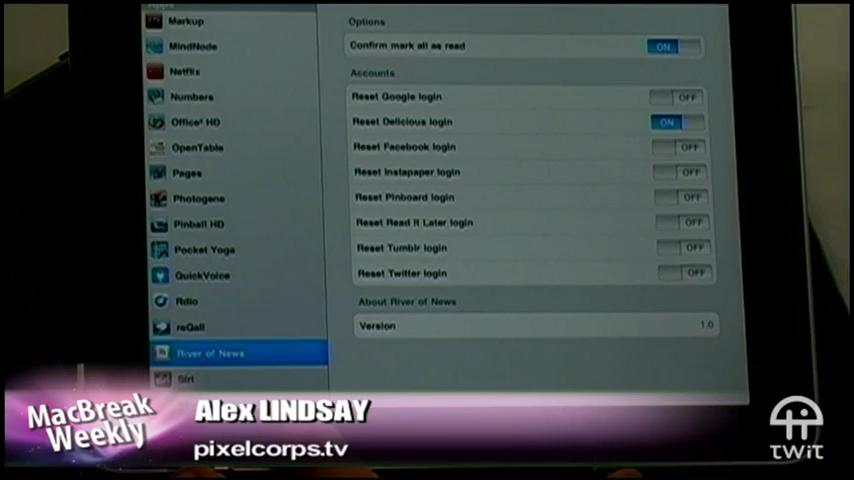 Apps
Markup
MindNode
Netflix
Numbers
Office² HD
OpenTable
Pages
Photogene
Pinball HD
Pocket Yoga
QuickVoice
Rdio
reQall
River of News
Siri
Options
Confirm mark all as read
ON
Accounts
Reset Google login
OFF
Reset Delicious login
ON
Reset Facebook login
OFF
Reset Instapaper login
OFF
Reset Pinboard login
OFF
Reset Read It Later login
OFF
Reset Tumblr login
OFF
Reset Twitter login
OFF
About River of News
Version
1.0
MacBreak
Weekly
Alex LINDSAY
pixelcorps.tv
TWiT